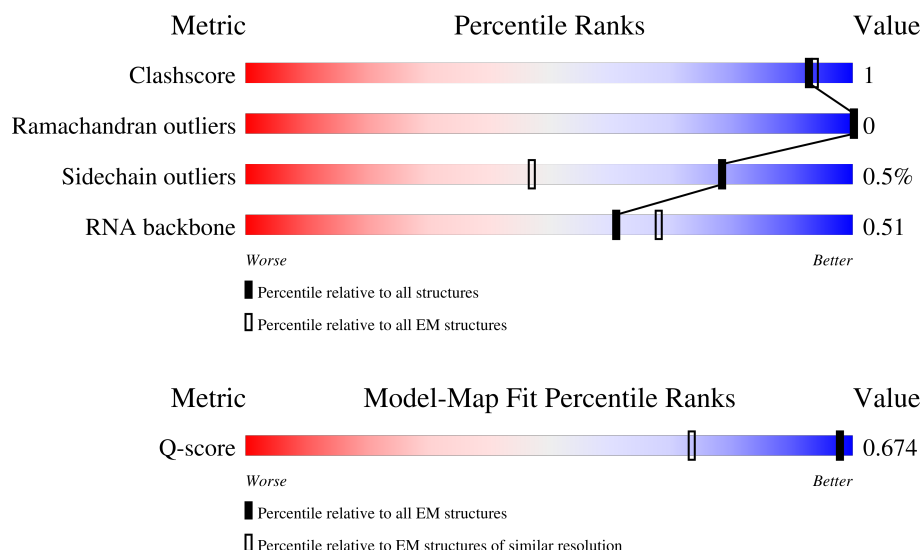 Metric Percentile Ranks Value
Clashscore 1
Ramachandran outliers 0
Sidechain outliers 0.5%
RNA backbone 0.51
Worse Better
Percentile relative to all structures
Percentile relative to all EM structures
Metric Model-Map Fit Percentile Ranks Value
Q-score 0.674
Worse Better
Percentile relative to all EM structures
Percentile relative to EM structures of similar resolution